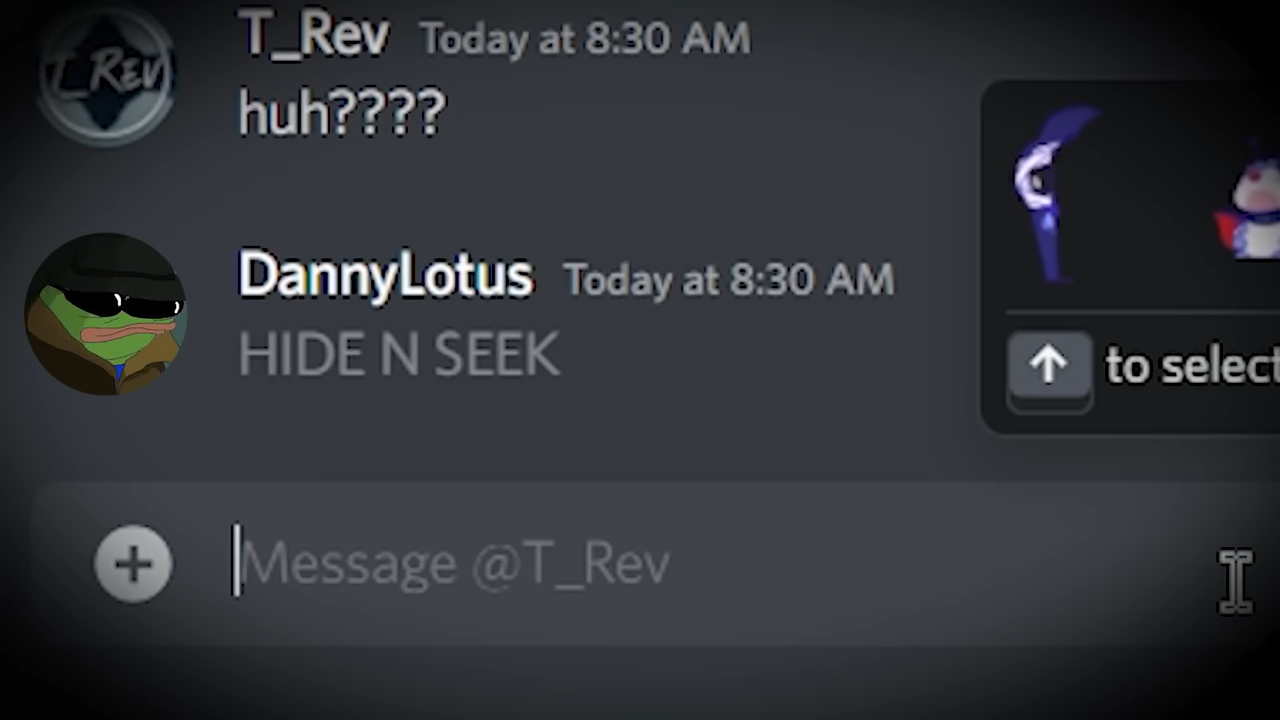 T_Rev Today at 8:30 AM
T_REV
huh????
DannyLotus Today at 8:30 AM
HIDE N SEEK
to select
Message @T_Rev